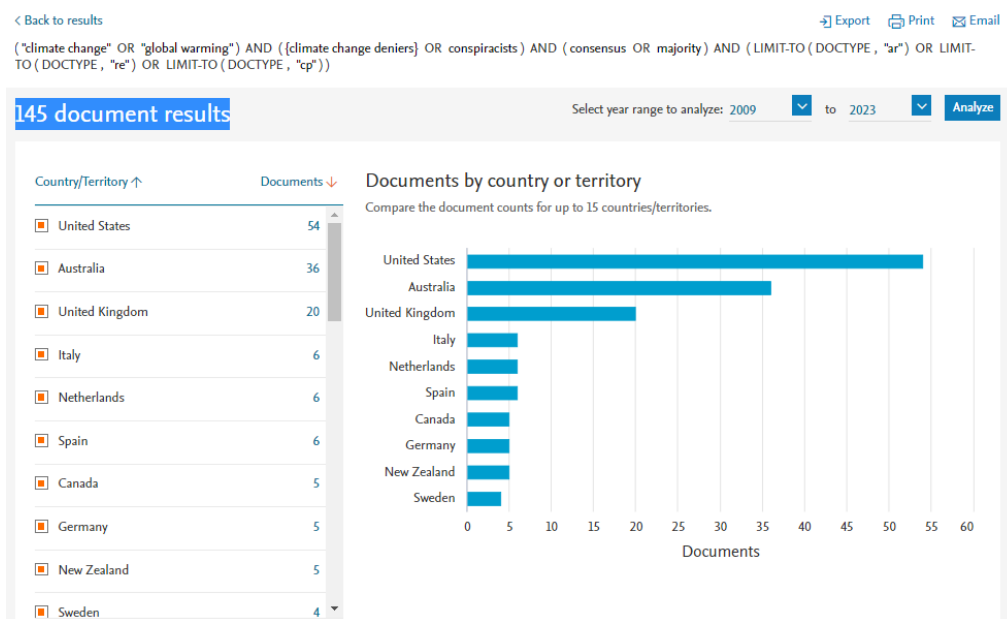 < Back to results
Export Print Email
("climate change" OR "global warming") AND ({climate change deniers} OR conspiracists) AND (consensus OR majority) AND (LIMIT-TO(DOCTYPE, "ar") OR LIMIT-
TO(DOCTYPE, "re") OR LIMIT-TO(DOCTYPE, "cp"))
145 document results
Select year range to analyze: 2009 to 2023 Analyze
Country/Territory ↑ Documents ↓
United States 54
Australia 36
United Kingdom 20
Italy 6
Netherlands 6
Spain 6
Canada 5
Germany 5
New Zealand 5
Sweden 4
Documents by country or territory
Compare the document counts for up to 15 countries/territories.
United States
Australia
United Kingdom
Italy
Netherlands
Spain
Canada
Germany
New Zealand
Sweden
0 5 10 15 20 25 30 35 40 45 50 55 60
Documents